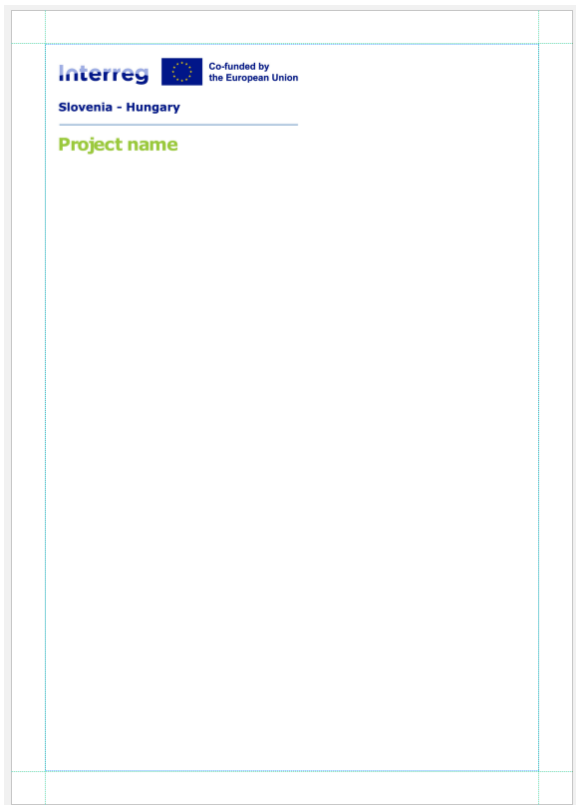 Interreg
Co-funded by
the European Union
Slovenia - Hungary
Project name